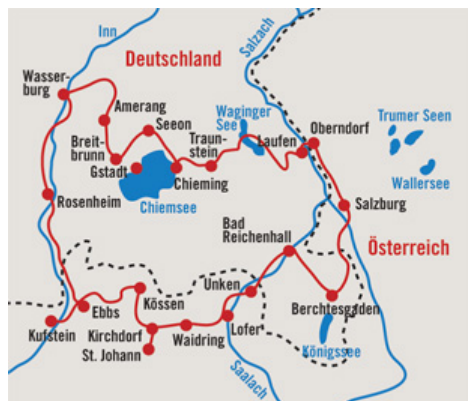 Inn
Deutschland
Salzach
Wasser-
burg
Amerang
Seeon
Waginger
See
Trumer Seen
Breit-
brunn
Traun-
stein
Laufen
Oberndorf
Gstadt
Chieming
Wallersee
Chiemsee
Rosenheim
Salzburg
Bad
Reichenhall
Österreich
Unken
Kössen
Ebbs
Berchtesgaden
Kufstein
Kirchdorf
Lofer
St. Johann
Waidring
Königssee
Saalach